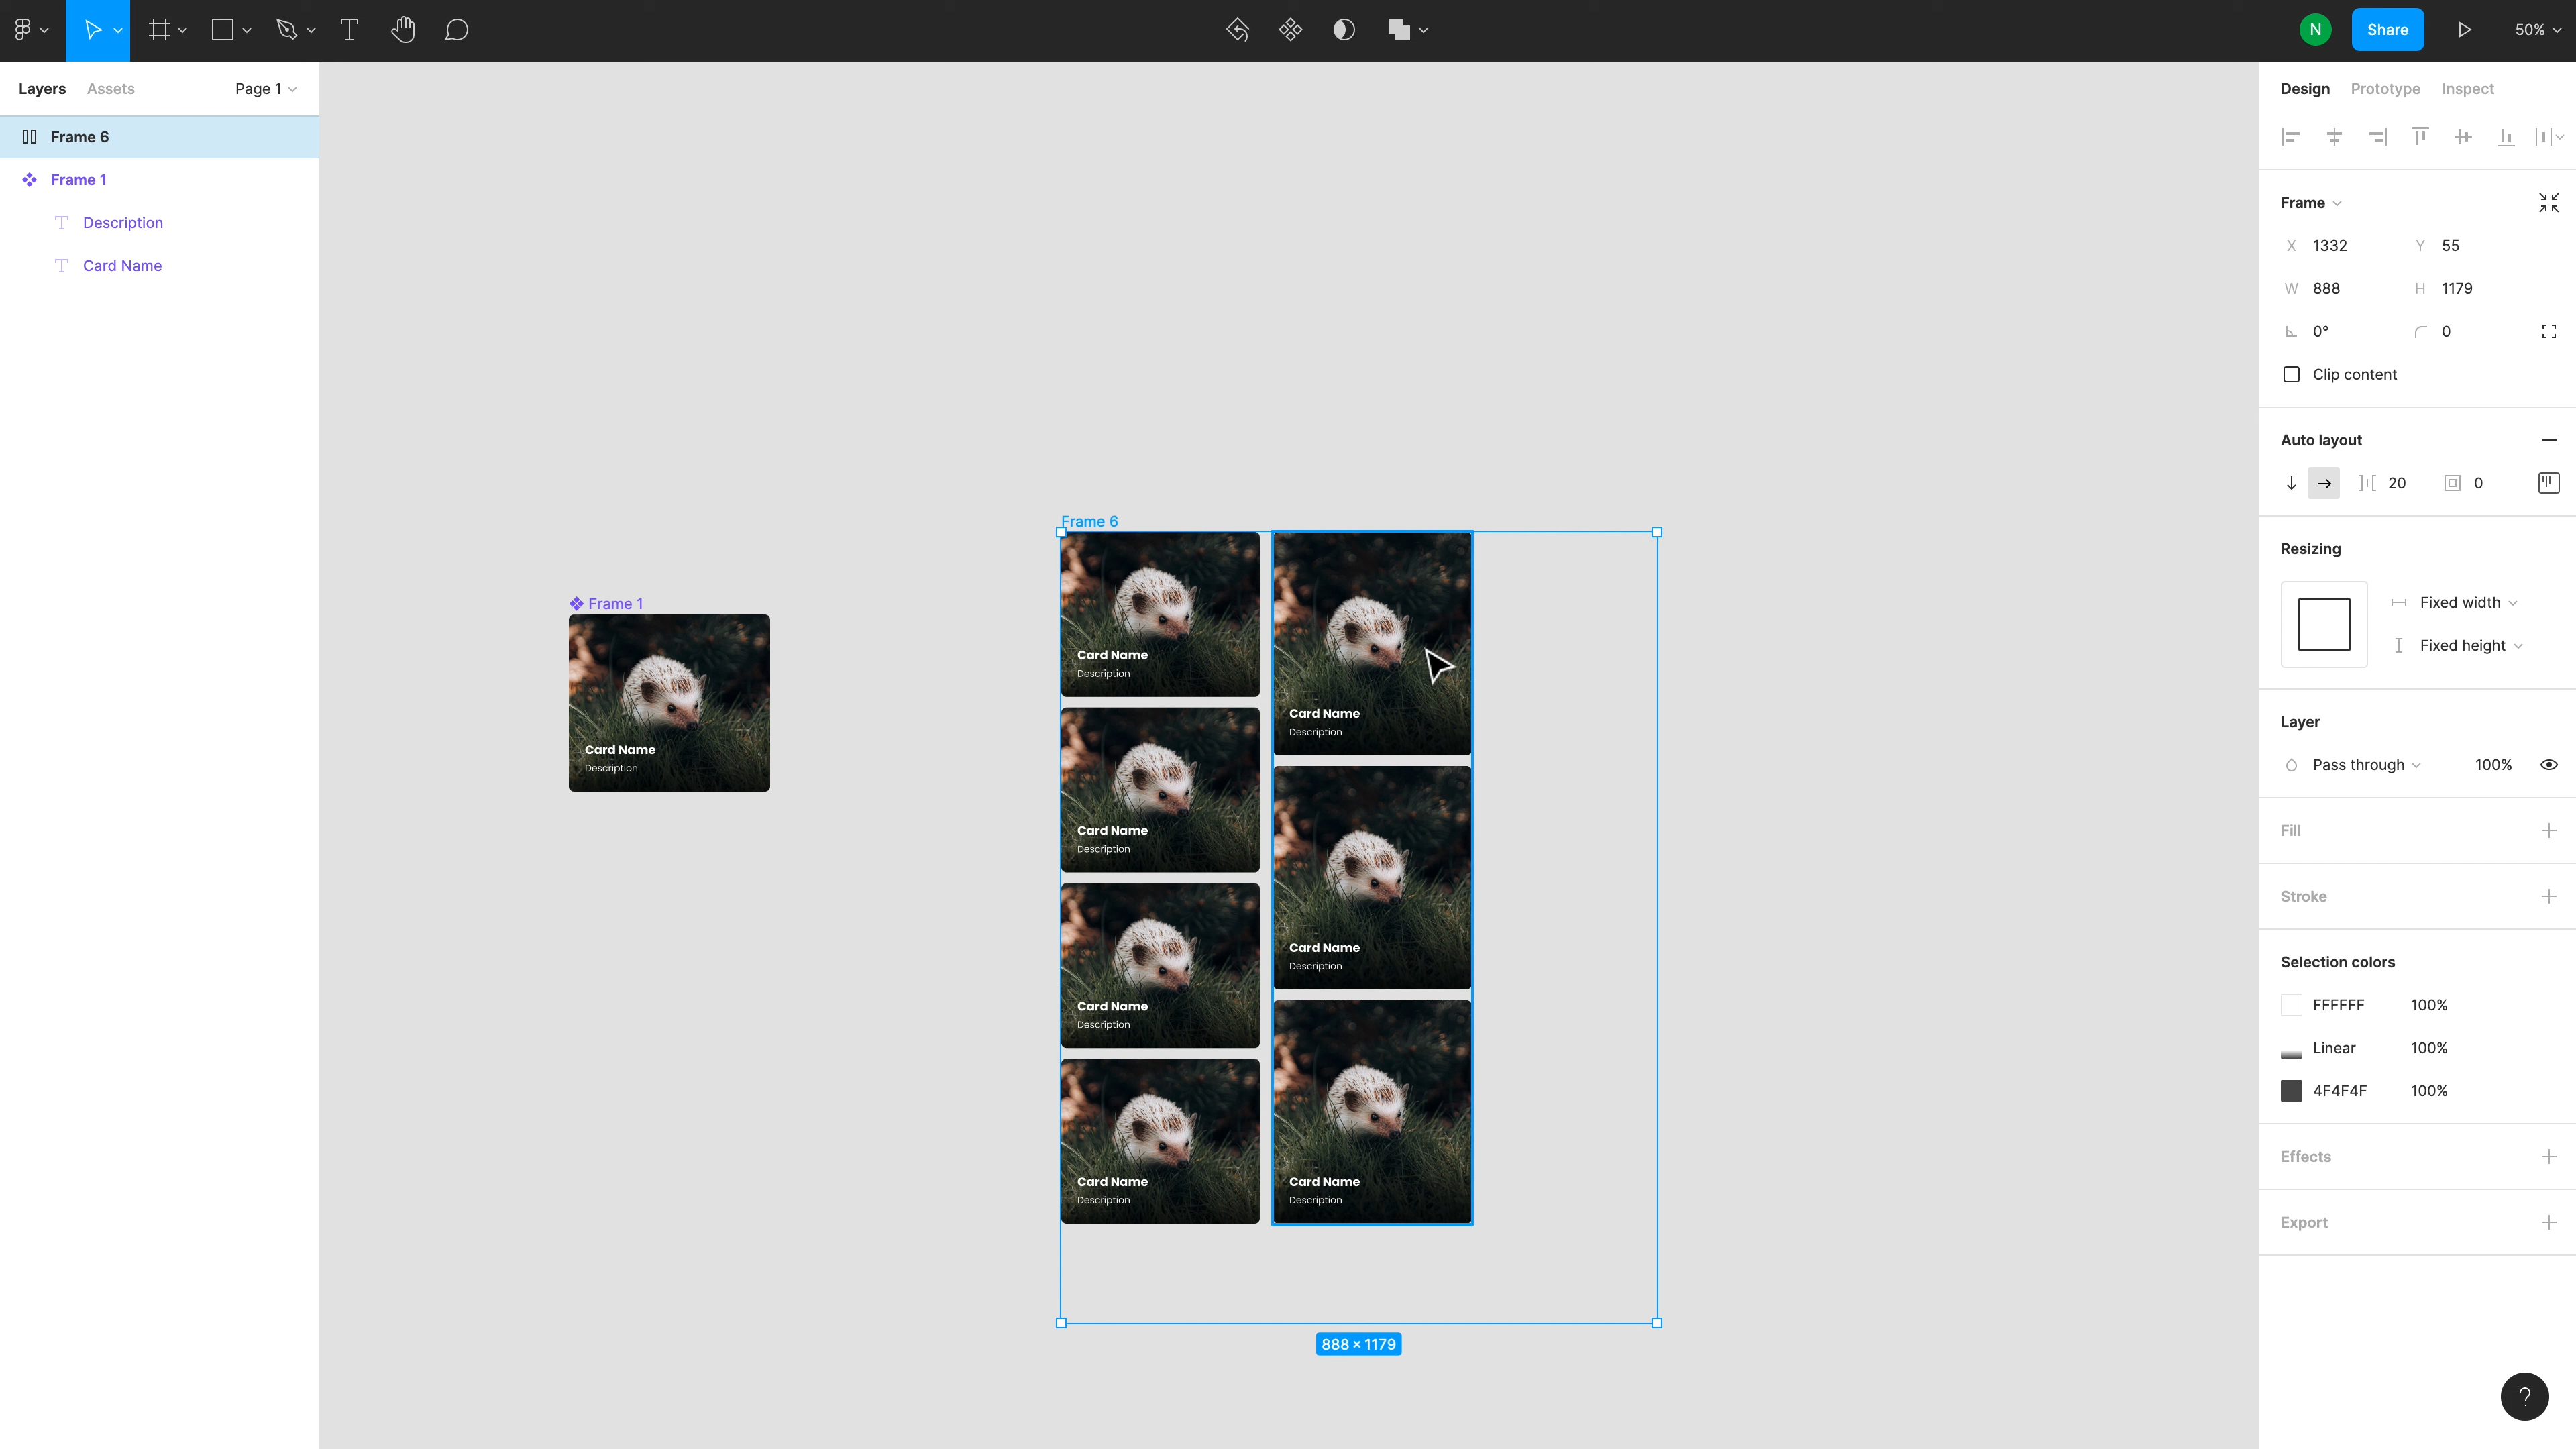 N
Share
50%
Layers
Assets
Page 1
Frame 6
Frame 1
Description
Card Name
Frame 1
Card Name
Description
Frame 6
Card Name
Description
Card Name
Description
Card Name
Description
Card Name
Description
Card Name
Description
Card Name
Description
Card Name
Description
888 × 1179
Design
Prototype
Inspect
Frame
X 1332
Y 55
W 888
H 1179
0°
0
Clip content
Auto layout
20
0
Resizing
Fixed width
Fixed height
Layer
Pass through
100%
Fill
Stroke
Selection colors
FFFFFF 100%
Linear 100%
4F4F4F 100%
Effects
Export
?